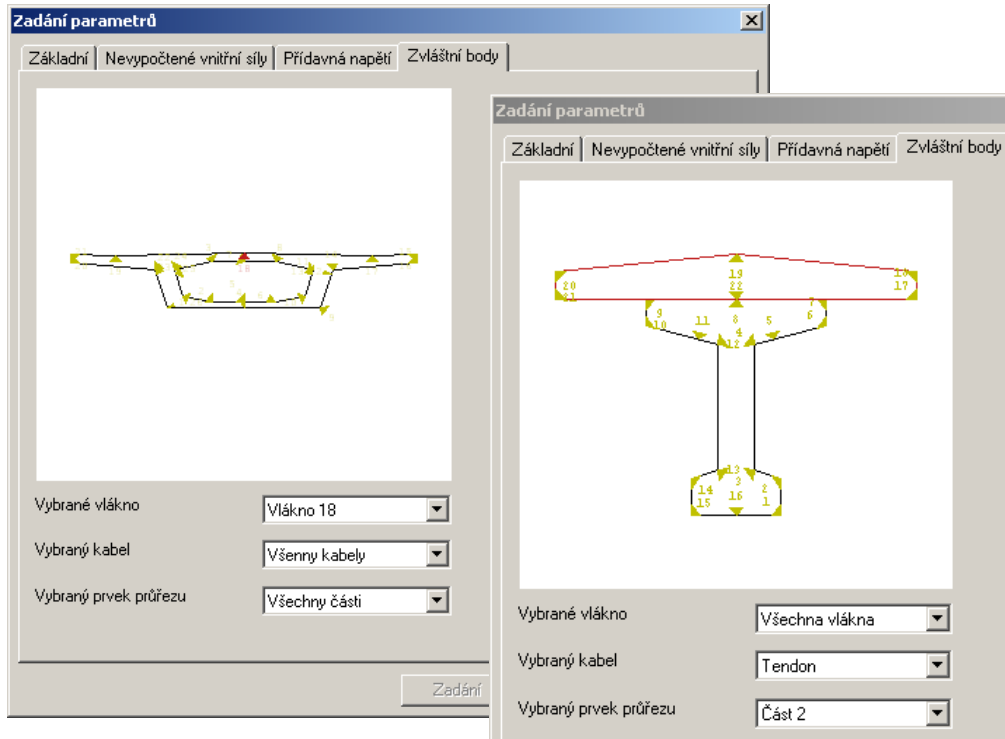 Zadání parametrů
Základní Nevypočtené vnitřní síly Přídavná napětí Zvláštní body
18
Vybrané vlákno Vlákno 18
Vybraný kabel Všenny kabely
Vybraný prvek průřezu Všechny části
Zadání
Zadání parametrů
Základní Nevypočtené vnitřní síly Přídavná napětí Zvláštní body
19
20 22 17
21
9 8 7
10 11 4 5 6
12
13
14 3 2
15 16 1
Vybrané vlákno Všechna vlákna
Vybraný kabel Tendon
Vybraný prvek průřezu Část 2